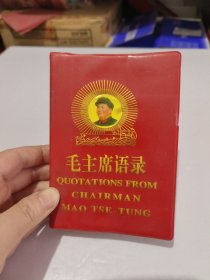 毛主席语录
QUOTATIONS FROM
CHAIRMAN
MAO TSE TUNG